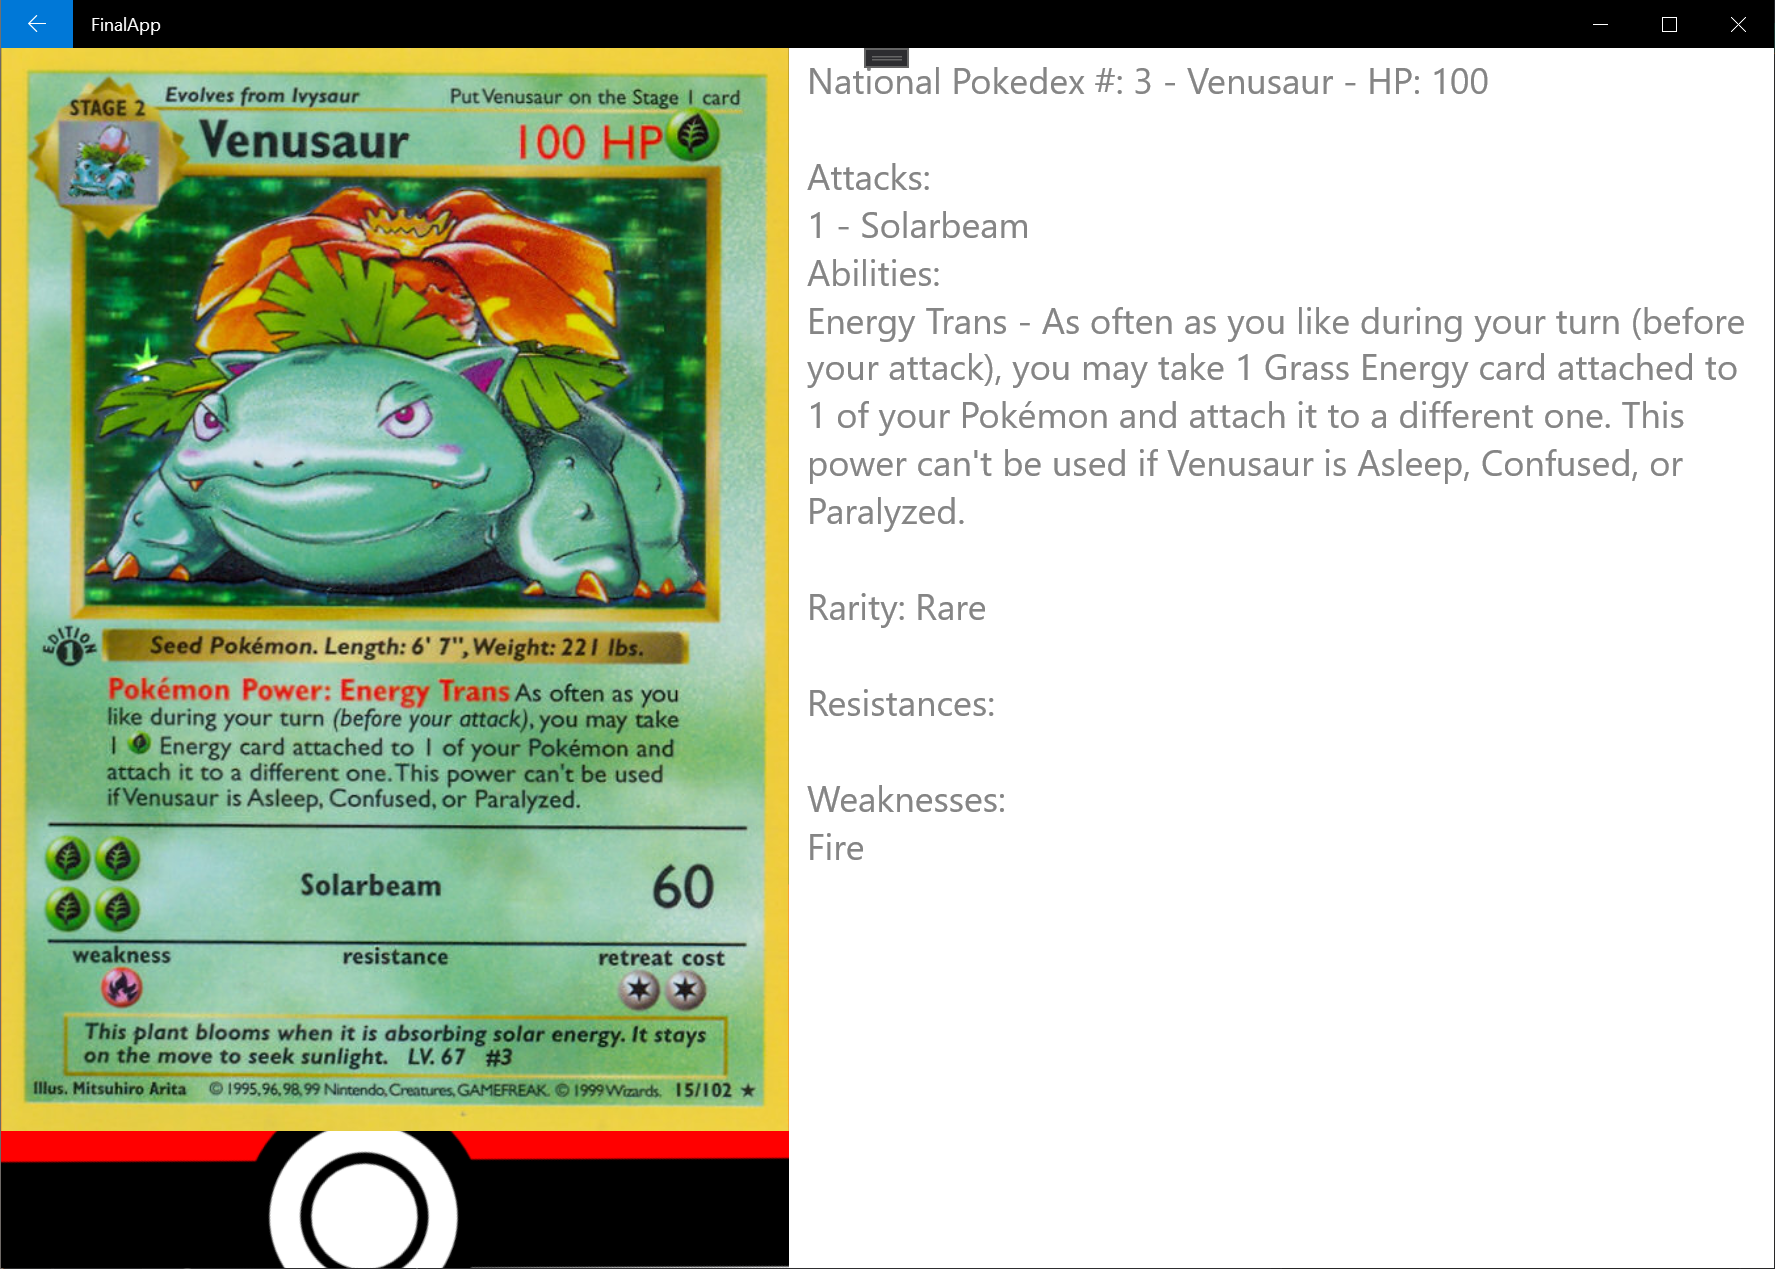 FinalApp
STAGE 2
Evolves from Ivysaur
Put Venusaur on the Stage 1 card
Venusaur
100 HP
EDITION
1
Seed Pokémon. Length: 6' 7", Weight: 221 lbs.
Pokémon Power: Energy Trans As often as you
like during your turn (before your attack), you may take
1 Energy card attached to 1 of your Pokémon and
attach it to a different one. This power can't be used
if Venusaur is Asleep, Confused, or Paralyzed.
Solarbeam
60
weakness
resistance
retreat cost
This plant blooms when it is absorbing solar energy. It stays
on the move to seek sunlight. LV. 67 #3
Illus. Mitsuhiro Arita © 1995, 96, 98, 99 Nintendo, Creatures, GAMEFREAK. © 1999 Wizards. 15/102 ★
National Pokedex #: 3 - Venusaur - HP: 100
Attacks:
1 - Solarbeam
Abilities:
Energy Trans - As often as you like during your turn (before
your attack), you may take 1 Grass Energy card attached to
1 of your Pokémon and attach it to a different one. This
power can't be used if Venusaur is Asleep, Confused, or
Paralyzed.
Rarity: Rare
Resistances:
Weaknesses:
Fire